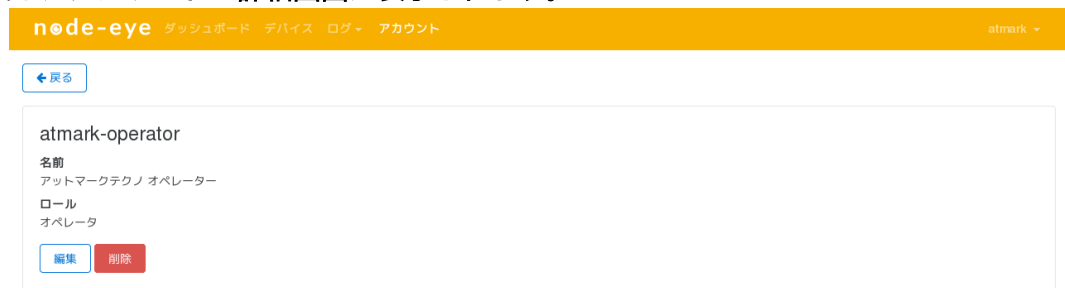 node-eye ダッシュボード デバイス ログ アカウント atmark
戻る
atmark-operator
名前
アットマークテクノ オペレーター
ロール
オペレータ
編集 削除